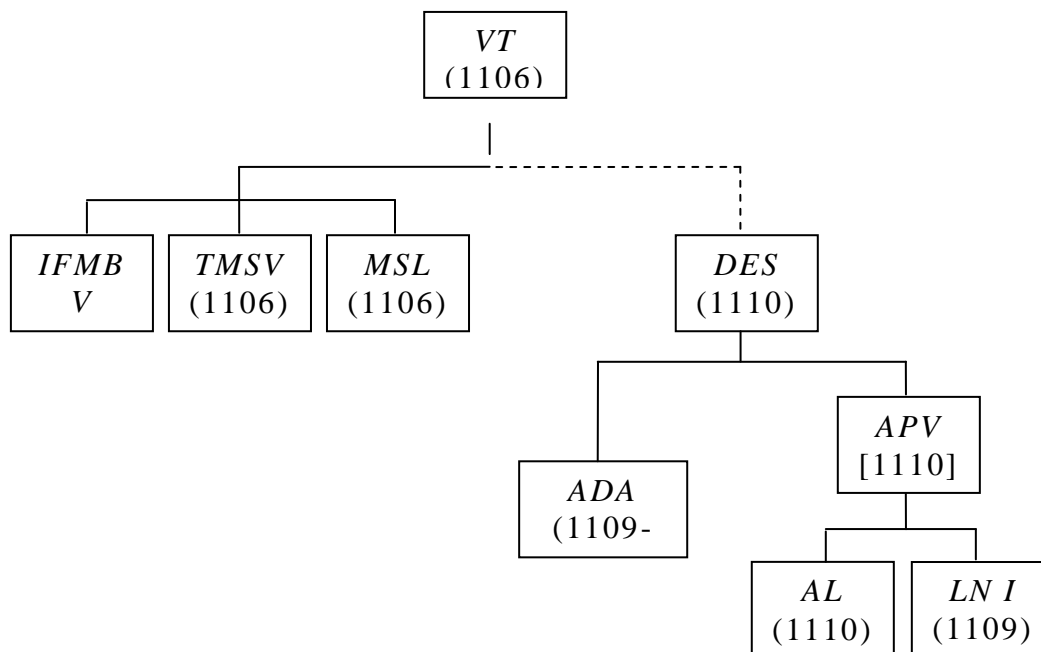 VT
(1106)
IFMB
V
TMSV
(1106)
MSL
(1106)
DES
(1110)
APV
[1110]
ADA
(1109-
AL
(1110)
LN I
(1109)